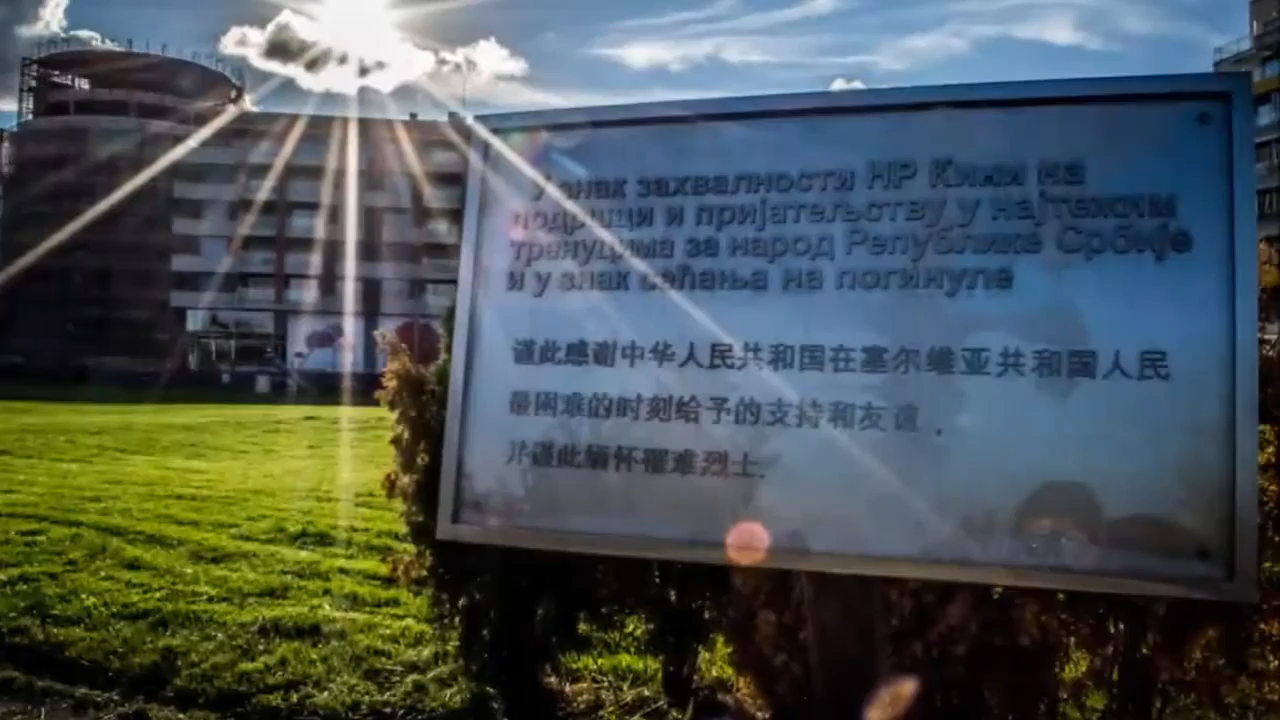 У знак захвалности НР Кини на
подршци и пријатељству у најтежим
тренуцима за народ Републике Србије
и у знак сећања на погинуле
谨此感谢中华人民共和国在塞尔维亚共和国人民
最困难的时刻给予的支持和友谊.
并谨此缅怀罹难烈士.